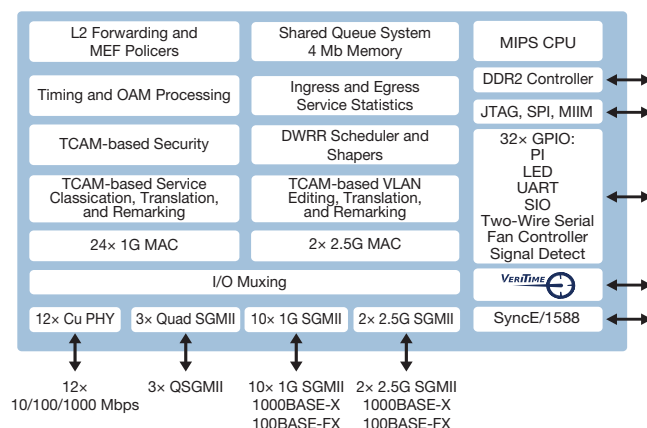 L2 Forwarding and
MEF Policers
Shared Queue System
4 Mb Memory
MIPS CPU
DDR2 Controller
Timing and OAM Processing
Ingress and Egress
Service Statistics
JTAG, SPI, MIIM
TCAM-based Security
DWRR Scheduler and
Shapers
32× GPIO:
PI
LED
UART
SIO
Two-Wire Serial
Fan Controller
Signal Detect
TCAM-based Service
Classication, Translation,
and Remarking
TCAM-based VLAN
Editing, Translation,
and Remarking
24× 1G MAC
2× 2.5G MAC
I/O Muxing
VERITIME
12× Cu PHY
3× Quad SGMII
10× 1G SGMII
2× 2.5G SGMII
SyncE/1588
12×
10/100/1000 Mbps
3× QSGMII
10× 1G SGMII
1000BASE-X
100BASE-FX
2× 2.5G SGMII
1000BASE-X
100BASE-FX